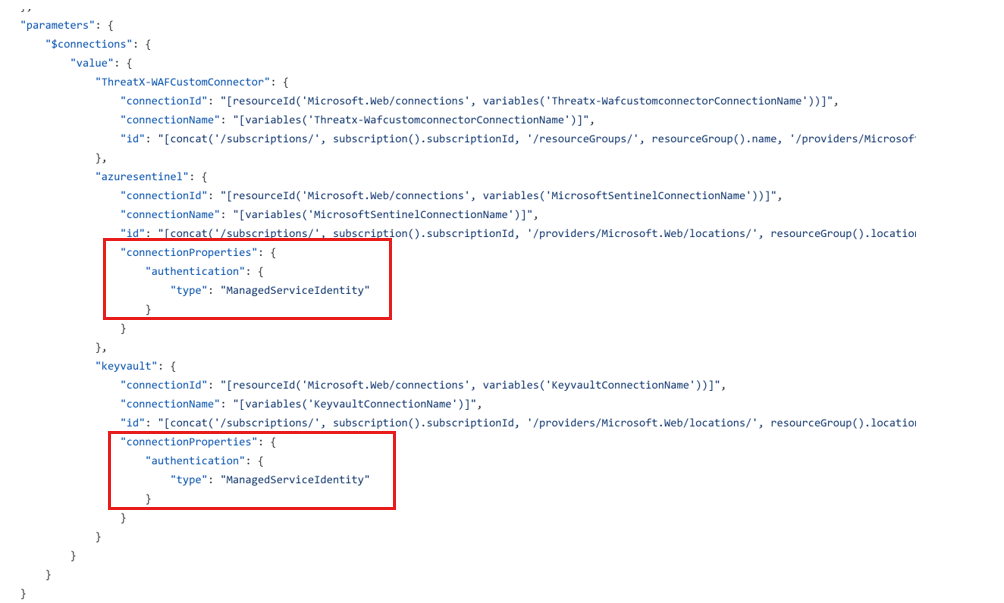 },
"parameters": {
"$connections": {
"value": {
"ThreatX-WAFCustomConnector": {
"connectionId": "[resourceId('Microsoft.Web/connections', variables('Threatx-WafcustomconnectorConnectionName'))]",
"connectionName": "[variables('Threatx-WafcustomconnectorConnectionName')]",
"id": "[concat('/subscriptions/', subscription().subscriptionId, '/resourceGroups/', resourceGroup().name, '/providers/Microsof
},
"azuresentinel": {
"connectionId": "[resourceId('Microsoft.Web/connections', variables('MicrosoftSentinelConnectionName'))]",
"connectionName": "[variables('MicrosoftSentinelConnectionName')]",
"id": "[concat('/subscriptions/', subscription().subscriptionId, '/providers/Microsoft.Web/locations/', resourceGroup().location
"connectionProperties": {
"authentication": {
"type": "ManagedServiceIdentity"
}
}
},
"keyvault": {
"connectionId": "[resourceId('Microsoft.Web/connections', variables('KeyvaultConnectionName'))]",
"connectionName": "[variables('KeyvaultConnectionName')]",
"id": "[concat('/subscriptions/', subscription().subscriptionId, '/providers/Microsoft.Web/locations/', resourceGroup().location
"connectionProperties": {
"authentication": {
"type": "ManagedServiceIdentity"
}
}
}
}
}
}